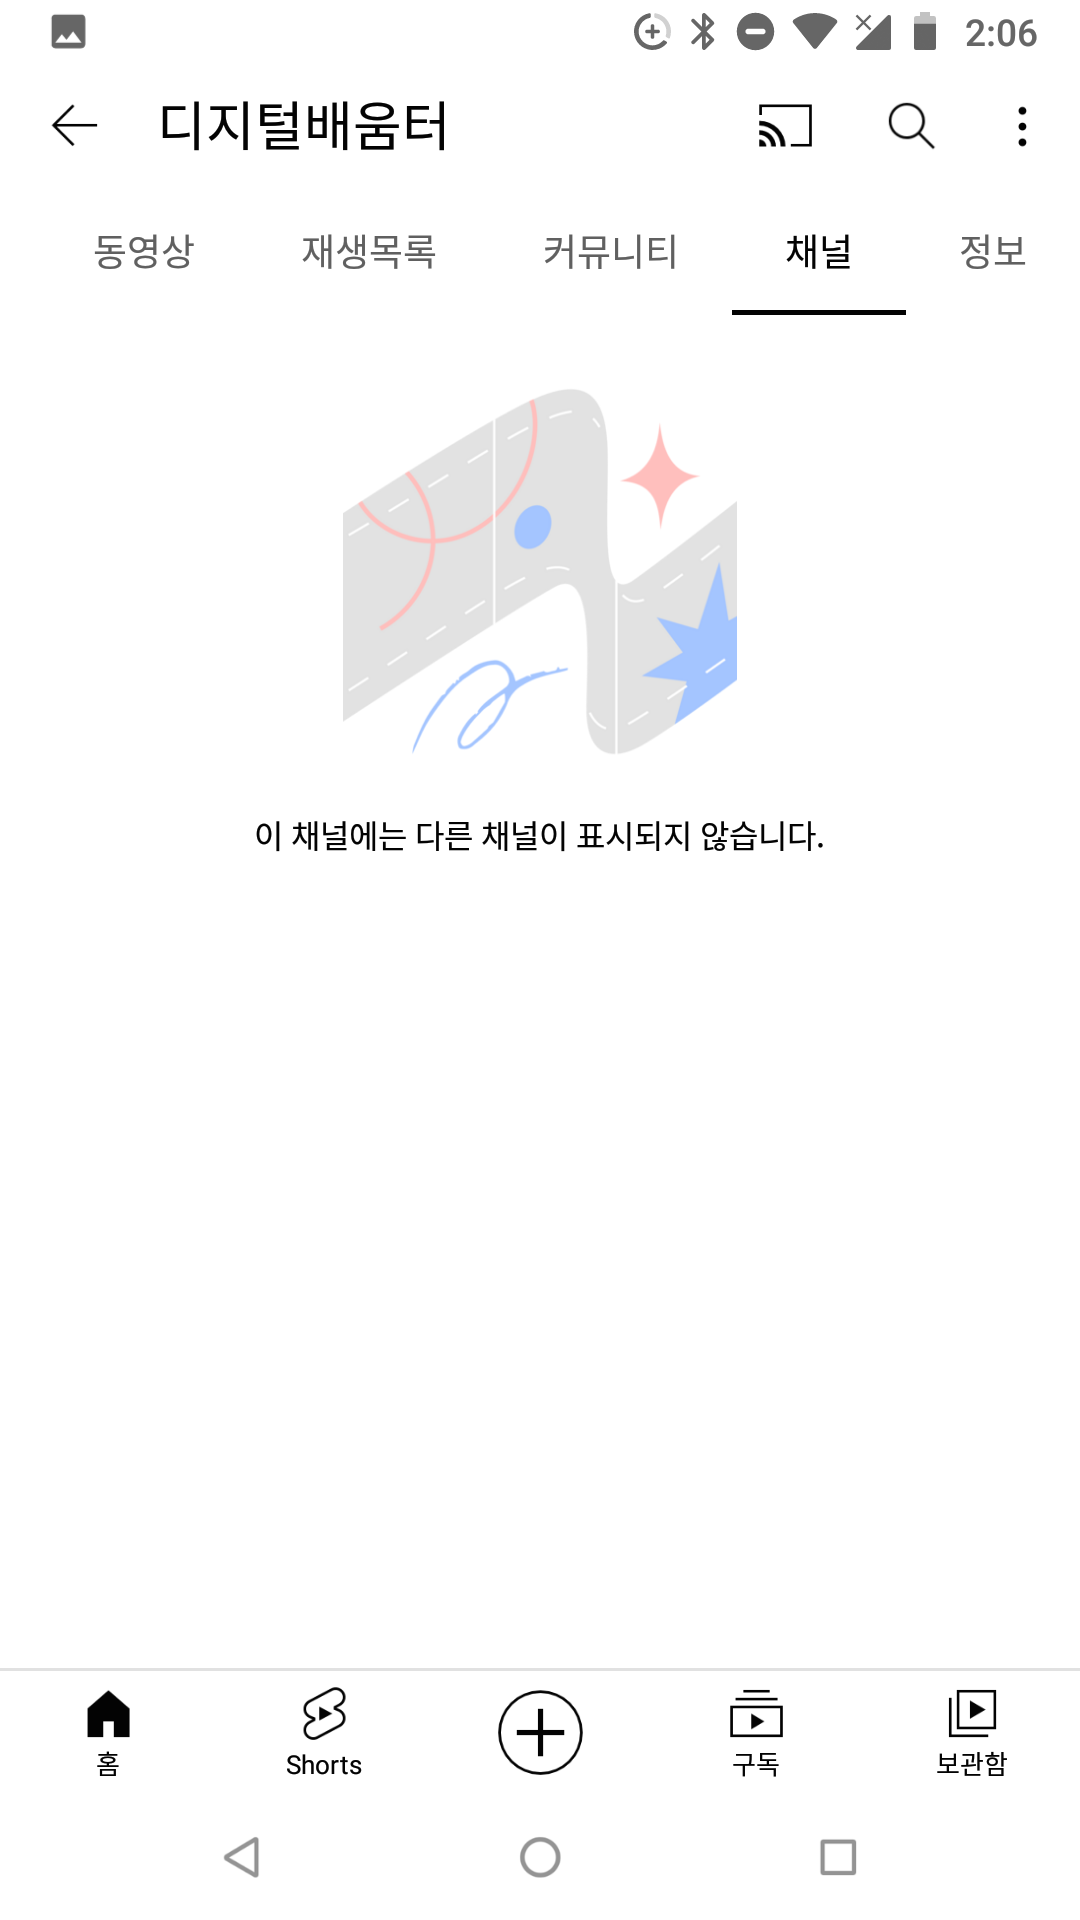 2:06
디지털배움터
동영상 재생목록 커뮤니티 채널 정보
이 채널에는 다른 채널이 표시되지 않습니다.
홈 Shorts 구독 보관함